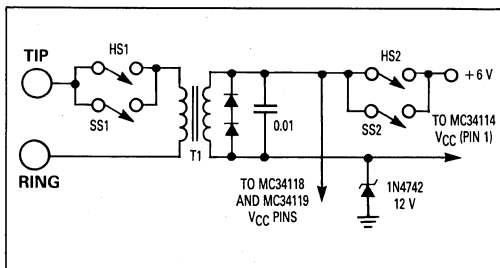 HS1
TIP
SS1
RING
T1
0.01
HS2
SS2
+6 V
TO MC34114
VCC (PIN 1)
TO MC34118
AND MC34119
VCC PINS
1N4742
12 V